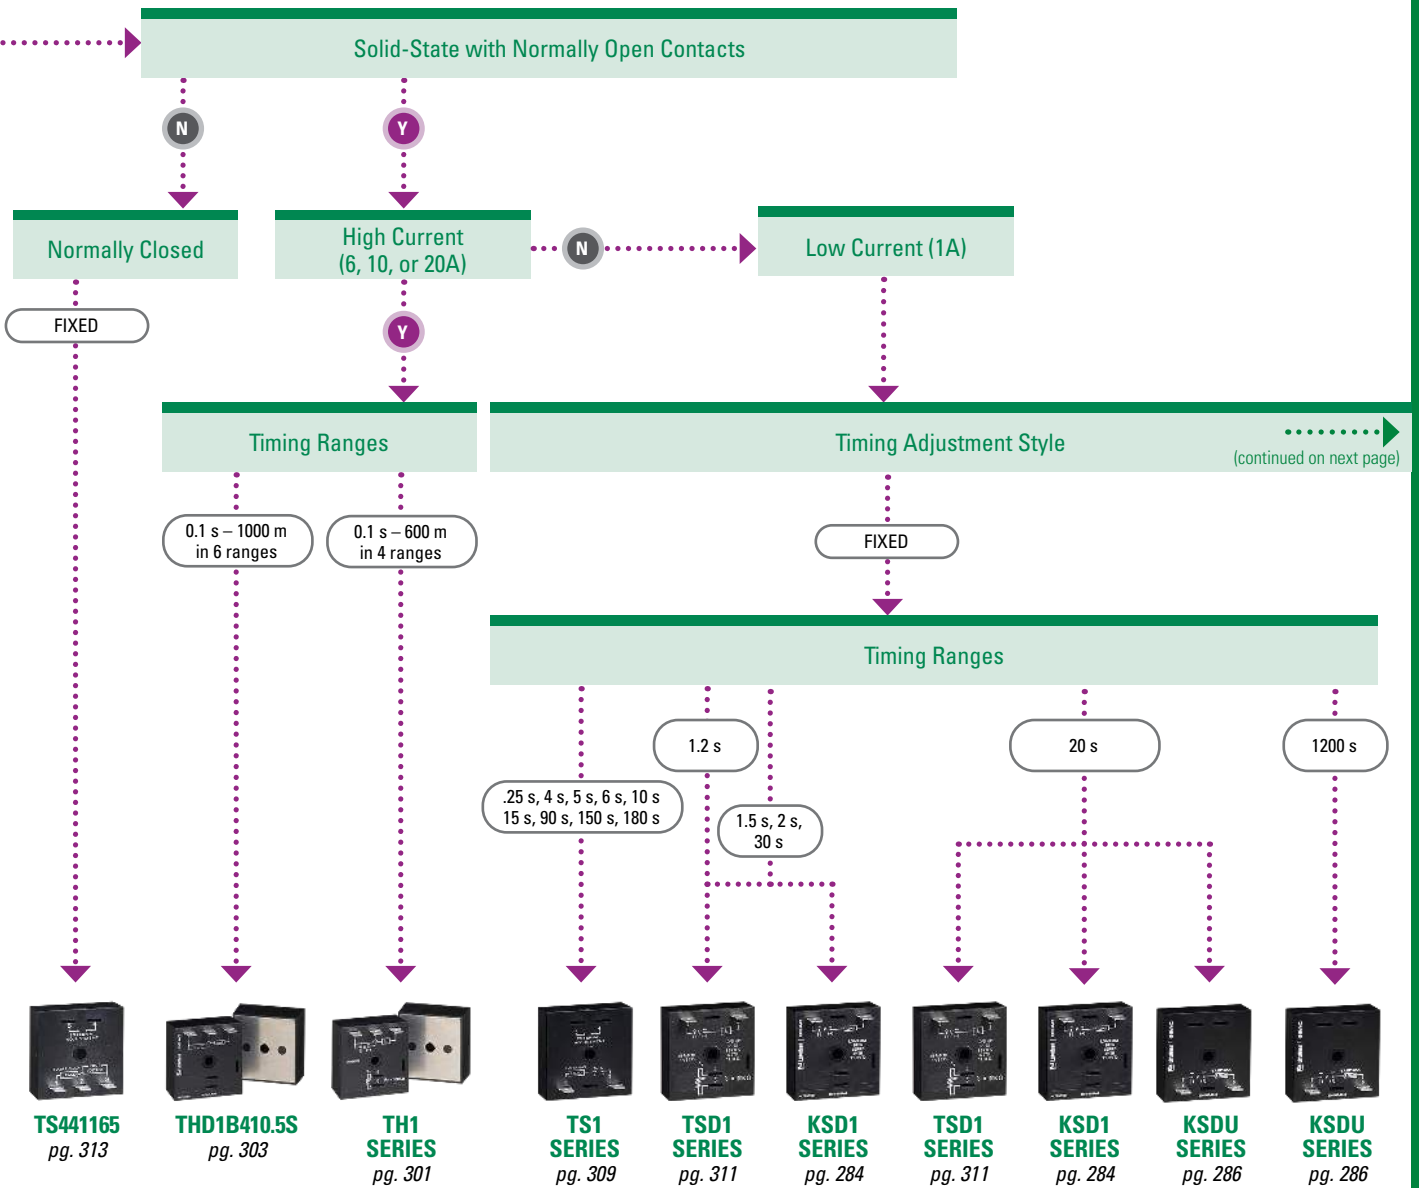 Solid-State with Normally Open Contacts
N
Y
Normally Closed
High Current
(6, 10, or 20A)
N
Low Current (1A)
FIXED
Y
Timing Ranges
Timing Adjustment Style
(continued on next page)
0.1 s – 1000 m
in 6 ranges
0.1 s – 600 m
in 4 ranges
FIXED
Timing Ranges
1.2 s
20 s
1200 s
.25 s, 4 s, 5 s, 6 s, 10 s
15 s, 90 s, 150 s, 180 s
1.5 s, 2 s,
30 s
TS441165
pg. 313
THD1B410.5S
pg. 303
TH1
SERIES
pg. 301
TS1
SERIES
pg. 309
TSD1
SERIES
pg. 311
KSD1
SERIES
pg. 284
TSD1
SERIES
pg. 311
KSD1
SERIES
pg. 284
KSDU
SERIES
pg. 286
KSDU
SERIES
pg. 286